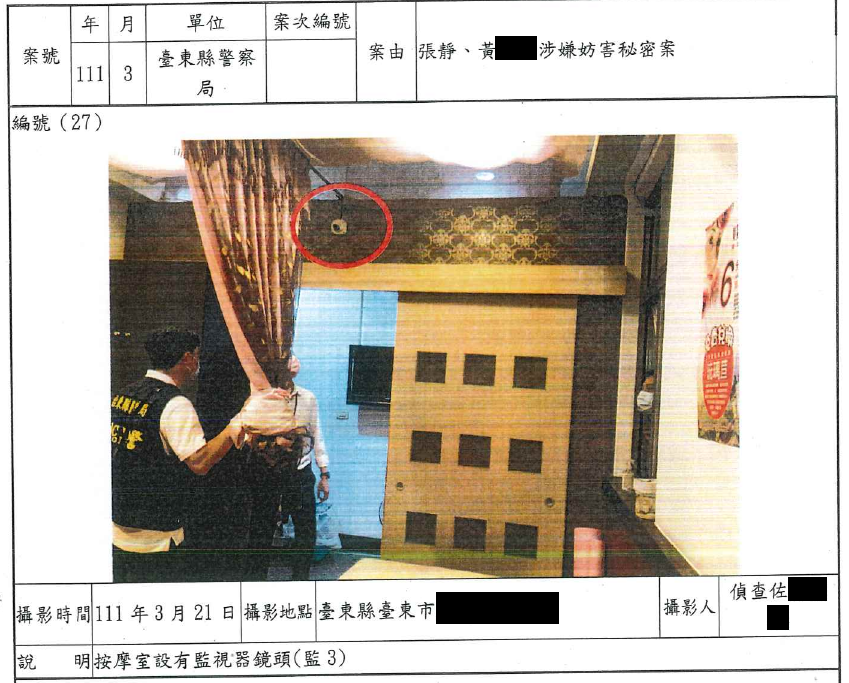 案號
年 月 單位 案次編號
111 3 臺東縣警察局
案由 張靜、黃 涉嫌妨害秘密案
編號(27)
6
攝影時間 111年3月21日 攝影地點 臺東縣臺東市 攝影人 偵查佐
說 明 按摩室設有監視器鏡頭(監3)